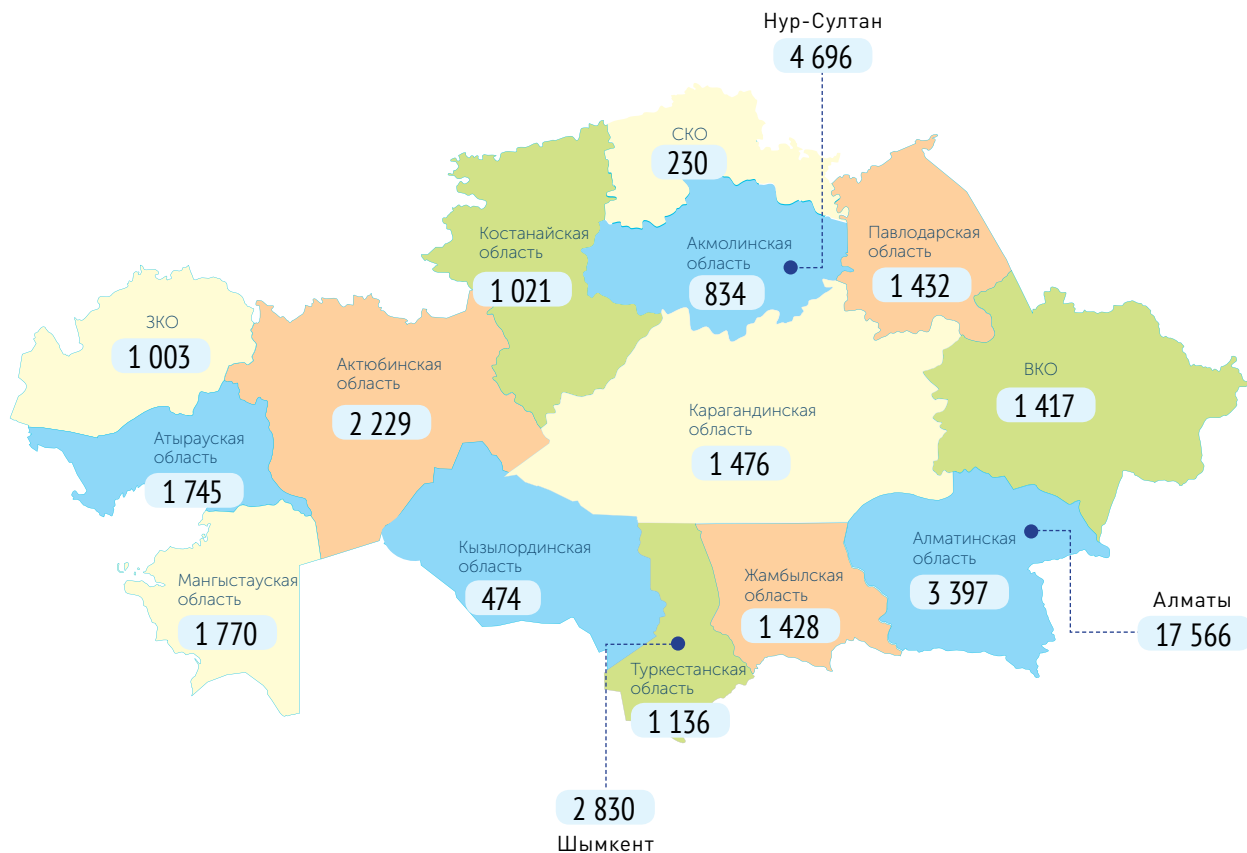 Нур-Султан
4 696
СКО
230
Костанайская
область
1 021
Акмолинская
область
834
Павлодарская
область
1 432
ЗКО
1 003
Актюбинская
область
2 229
Карагандинская
область
1 476
ВКО
1 417
Атырауская
область
1 745
Мангыстауская
область
1 770
Кызылординская
область
474
Жамбылская
область
1 428
Алматинская
область
3 397
Алматы
17 566
Туркестанская
область
1 136
2 830
Шымкент